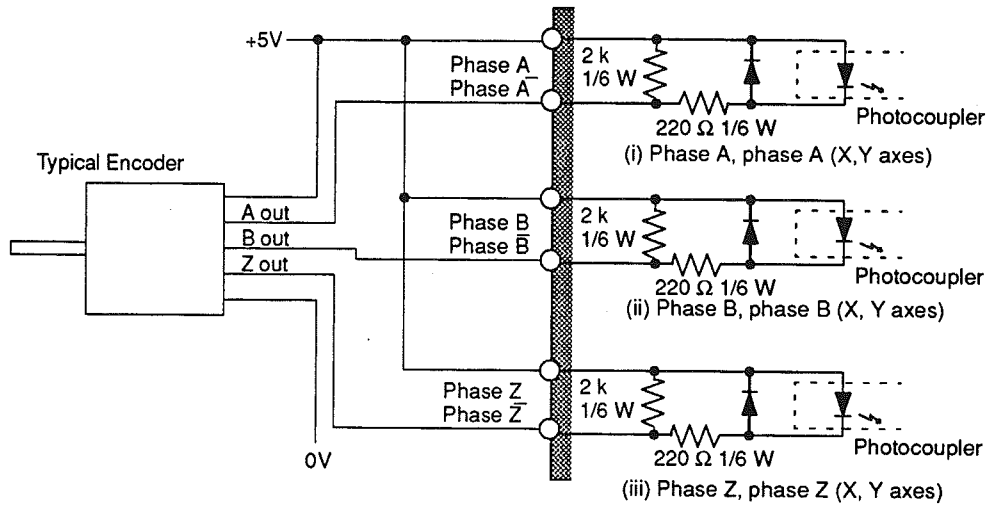 +5V
Phase A
Phase A̅
2 k
1/6 W
220 Ω 1/6 W
Photocoupler
(i) Phase A, phase A (X,Y axes)
Typical Encoder
A out
B out
Z out
Phase B
Phase B̅
2 k
1/6 W
220 Ω 1/6 W
Photocoupler
(ii) Phase B, phase B (X, Y axes)
Phase Z
Phase Z̅
2 k
1/6 W
220 Ω 1/6 W
Photocoupler
0V
(iii) Phase Z, phase Z (X, Y axes)